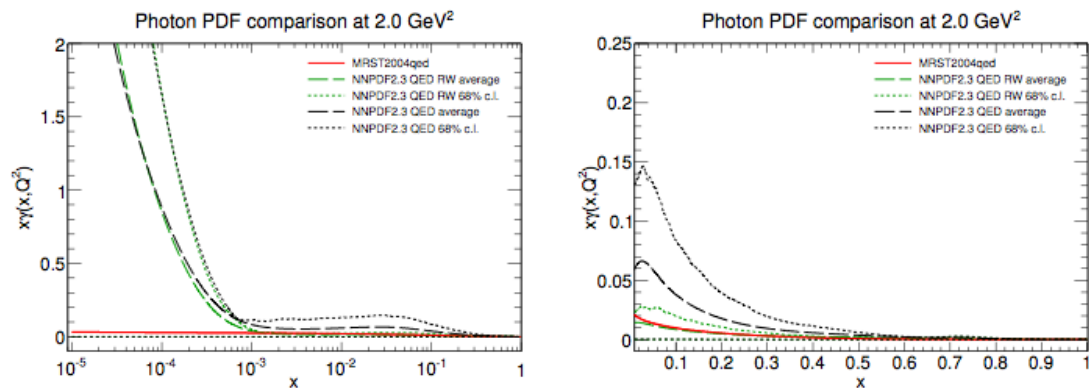 Photon PDF comparison at 2.0 GeV²
xγ(x,Q²)
2
1.5
1
0.5
0
MRST2004qed
NNPDF2.3 QED RW average
NNPDF2.3 QED RW 68% c.l.
NNPDF2.3 QED average
NNPDF2.3 QED 68% c.l.
10⁻⁵ 10⁻⁴ 10⁻³ 10⁻² 10⁻¹ 1
x
Photon PDF comparison at 2.0 GeV²
xγ(x,Q²)
0.25
0.2
0.15
0.1
0.05
0
MRST2004qed
NNPDF2.3 QED RW average
NNPDF2.3 QED RW 68% c.l.
NNPDF2.3 QED average
NNPDF2.3 QED 68% c.l.
0.1 0.2 0.3 0.4 0.5 0.6 0.7 0.8 0.9 1
x